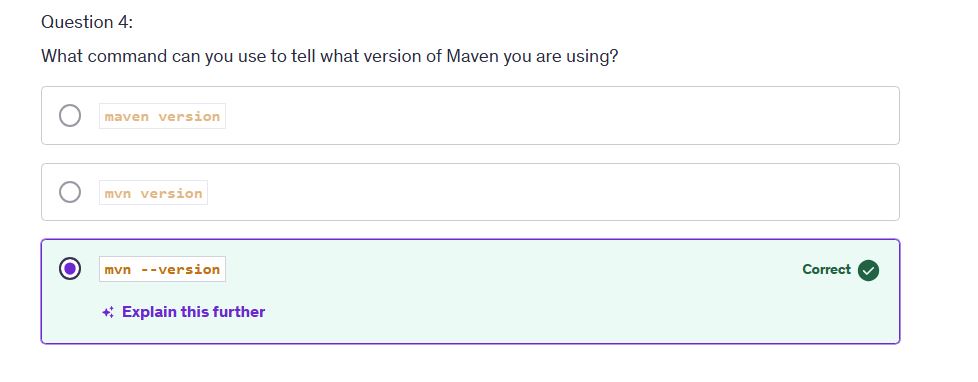 Question 4:
What command can you use to tell what version of Maven you are using?
maven version
mvn version
mvn --version
Correct
Explain this further